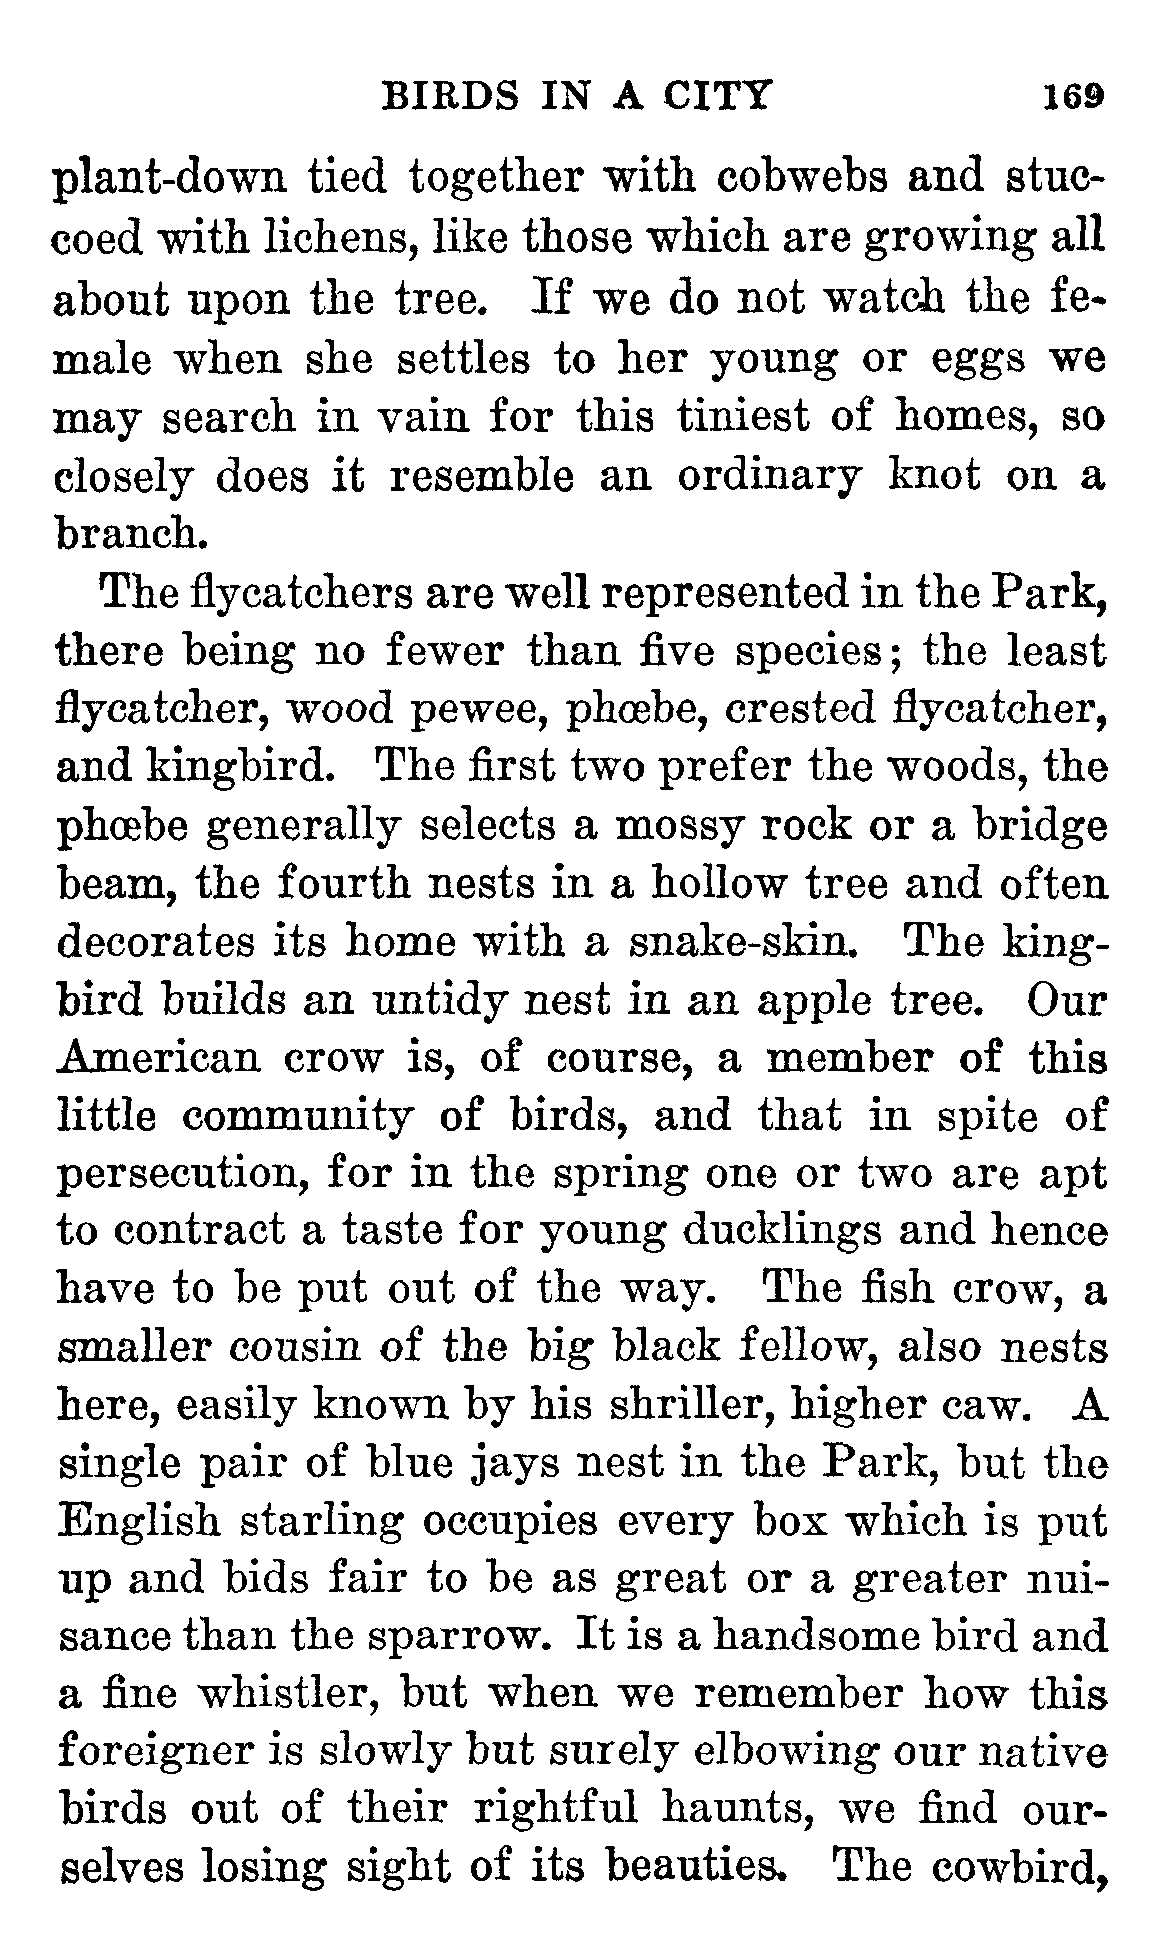 BIRDS IN A CITY 169
plant-down tied together with cobwebs and stuc-
coed with lichens, like those which are growing all
about upon the tree. If we do not watch the fe-
male when she settles to her young or eggs we
may search in vain for this tiniest of homes, so
closely does it resemble an ordinary knot on a
branch.
The flycatchers are well represented in the Park,
there being no fewer than five species; the least
flycatcher, wood pewee, phœbe, crested flycatcher,
and kingbird. The first two prefer the woods, the
phœbe generally selects a mossy rock or a bridge
beam, the fourth nests in a hollow tree and often
decorates its home with a snake-skin. The king-
bird builds an untidy nest in an apple tree. Our
American crow is, of course, a member of this
little community of birds, and that in spite of
persecution, for in the spring one or two are apt
to contract a taste for young ducklings and hence
have to be put out of the way. The fish crow, a
smaller cousin of the big black fellow, also nests
here, easily known by his shriller, higher caw. A
single pair of blue jays nest in the Park, but the
English starling occupies every box which is put
up and bids fair to be as great or a greater nui-
sance than the sparrow. It is a handsome bird and
a fine whistler, but when we remember how this
foreigner is slowly but surely elbowing our native
birds out of their rightful haunts, we find our-
selves losing sight of its beauties. The cowbird,